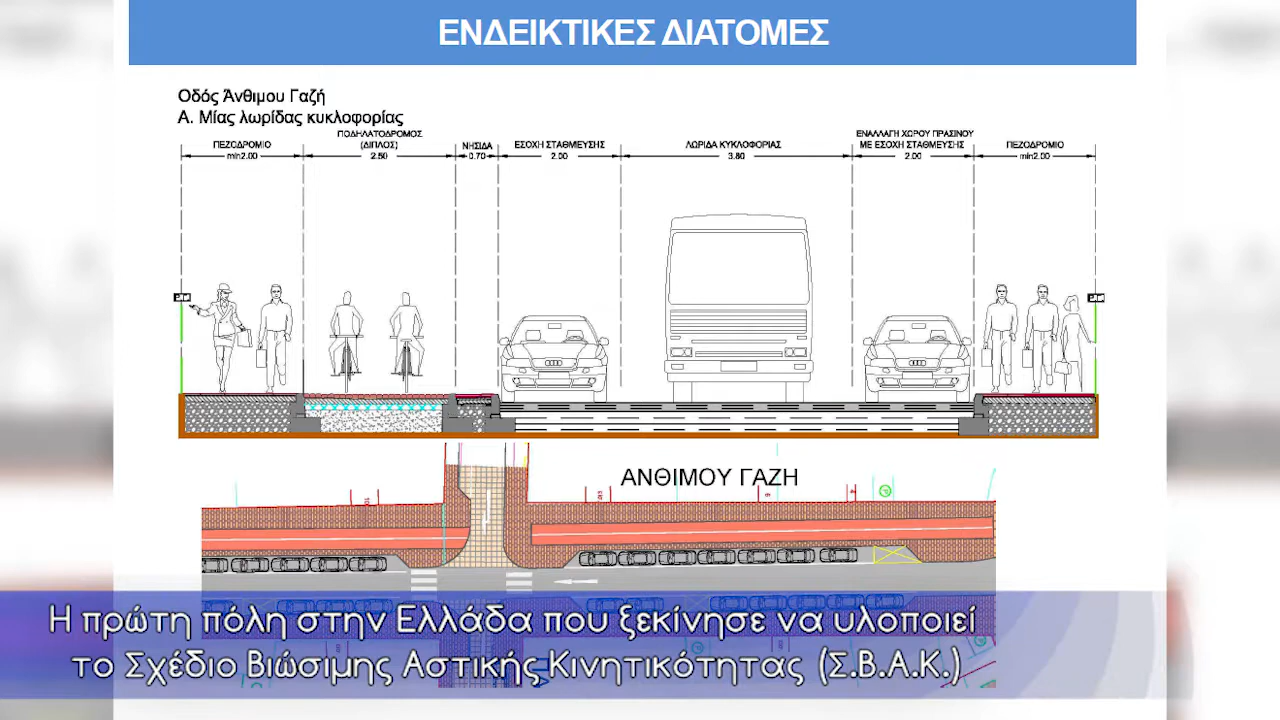 ΕΝΔΕΙΚΤΙΚΕΣ ΔΙΑΤΟΜΕΣ
Οδός Άνθιμου Γαζή
Α. Μίας λωρίδας κυκλοφορίας
ΠΕΖΟΔΡΟΜΙΟ
min2.00
ΠΟΔΗΛΑΤΟΔΡΟΜΟΣ
(ΔΙΠΛΟΣ)
2.50
ΝΗΣΙΔΑ
0.70
ΕΣΟΧΗ ΣΤΑΘΜΕΥΣΗΣ
2.00
ΛΩΡΙΔΑ ΚΥΚΛΟΦΟΡΙΑΣ
3.80
ΕΝΑΛΛΑΓΗ ΧΩΡΟΥ ΠΡΑΣΙΝΟΥ
ΜΕ ΕΣΟΧΗ ΣΤΑΘΜΕΥΣΗΣ
2.00
ΠΕΖΟΔΡΟΜΙΟ
min2.00
Ρ.Γ
Ρ.Γ
ΑΝΘΙΜΟΥ ΓΑΖΗ
Η πρώτη πόλη στην Ελλάδα που ξεκίνησε να υλοποιεί
το Σχέδιο Βιώσιμης Αστικής Κινητικότητας (Σ.Β.Α.Κ.)